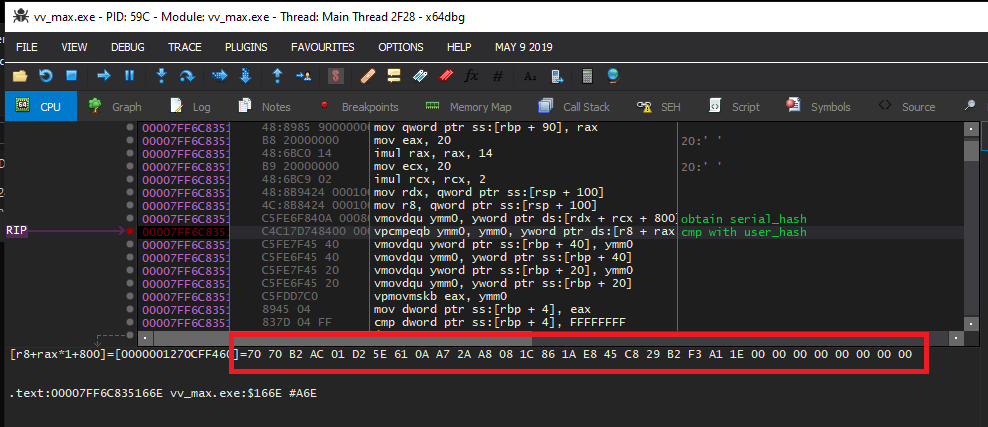 vv_max.exe - PID: 59C - Module: vv_max.exe - Thread: Main Thread 2F28 - x64dbg
FILE VIEW DEBUG TRACE PLUGINS FAVOURITES OPTIONS HELP MAY 9 2019
CPU Graph Log Notes Breakpoints Memory Map Call Stack SEH Script Symbols Source
00007FF6C8351 48:8985 90000000 mov qword ptr ss:[rbp + 90], rax
00007FF6C8351 B8 20000000 mov eax, 20 20:' '
00007FF6C8351 48:6BC0 14 imul rax, rax, 14
00007FF6C8351 B9 20000000 mov ecx, 20 20:' '
00007FF6C8351 48:6BC9 02 imul rcx, rcx, 2
00007FF6C8351 48:8B9424 000100 mov rdx, qword ptr ss:[rsp + 100]
00007FF6C8351 4C:8B8424 000100 mov r8, qword ptr ss:[rsp + 100]
00007FF6C8351 C5FE6F840A 00080 vmovdqu ymm0, yword ptr ds:[rdx + rcx + 800] obtain serial_hash
RIP 00007FF6C8351 C4C17D748400 000 vpcmpeqb ymm0, ymm0, yword ptr ds:[r8 + rax cmp with user_hash
00007FF6C8351 C5FE7F45 40 vmovdqu yword ptr ss:[rbp + 40], ymm0
00007FF6C8351 C5FE6F45 40 vmovdqu ymm0, yword ptr ss:[rbp + 40]
00007FF6C8351 C5FE7F45 20 vmovdqu yword ptr ss:[rbp + 20], ymm0
00007FF6C8351 C5FE6F45 20 vmovdqu ymm0, yword ptr ss:[rbp + 20]
00007FF6C8351 C5FDD7C0 vpmovmskb eax, ymm0
00007FF6C8351 8945 04 mov dword ptr ss:[rbp + 4], eax
00007FF6C8351 837D 04 FF cmp dword ptr ss:[rbp + 4], FFFFFFFF
[r8+rax*1+800]=[0000001270CFF460]=70 70 B2 AC 01 D2 5E 61 0A A7 2A A8 08 1C 86 1A E8 45 C8 29 B2 F3 A1 1E 00 00 00 00 00 00 00 00
.text:00007FF6C835166E vv_max.exe:$166E #A6E